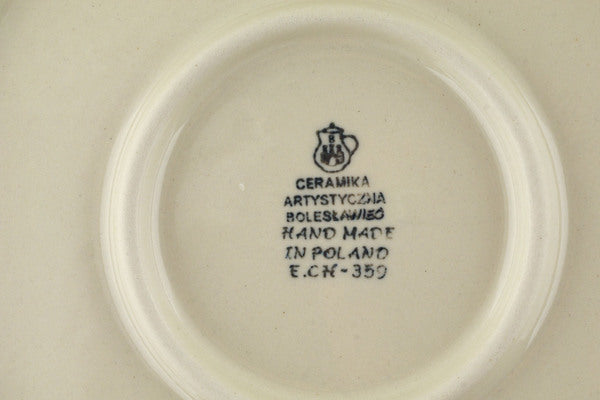 CERAMIKA
ARTYSTYCZNA
BOLESŁAWIEC
HAND MADE
IN POLAND
E.CH-359